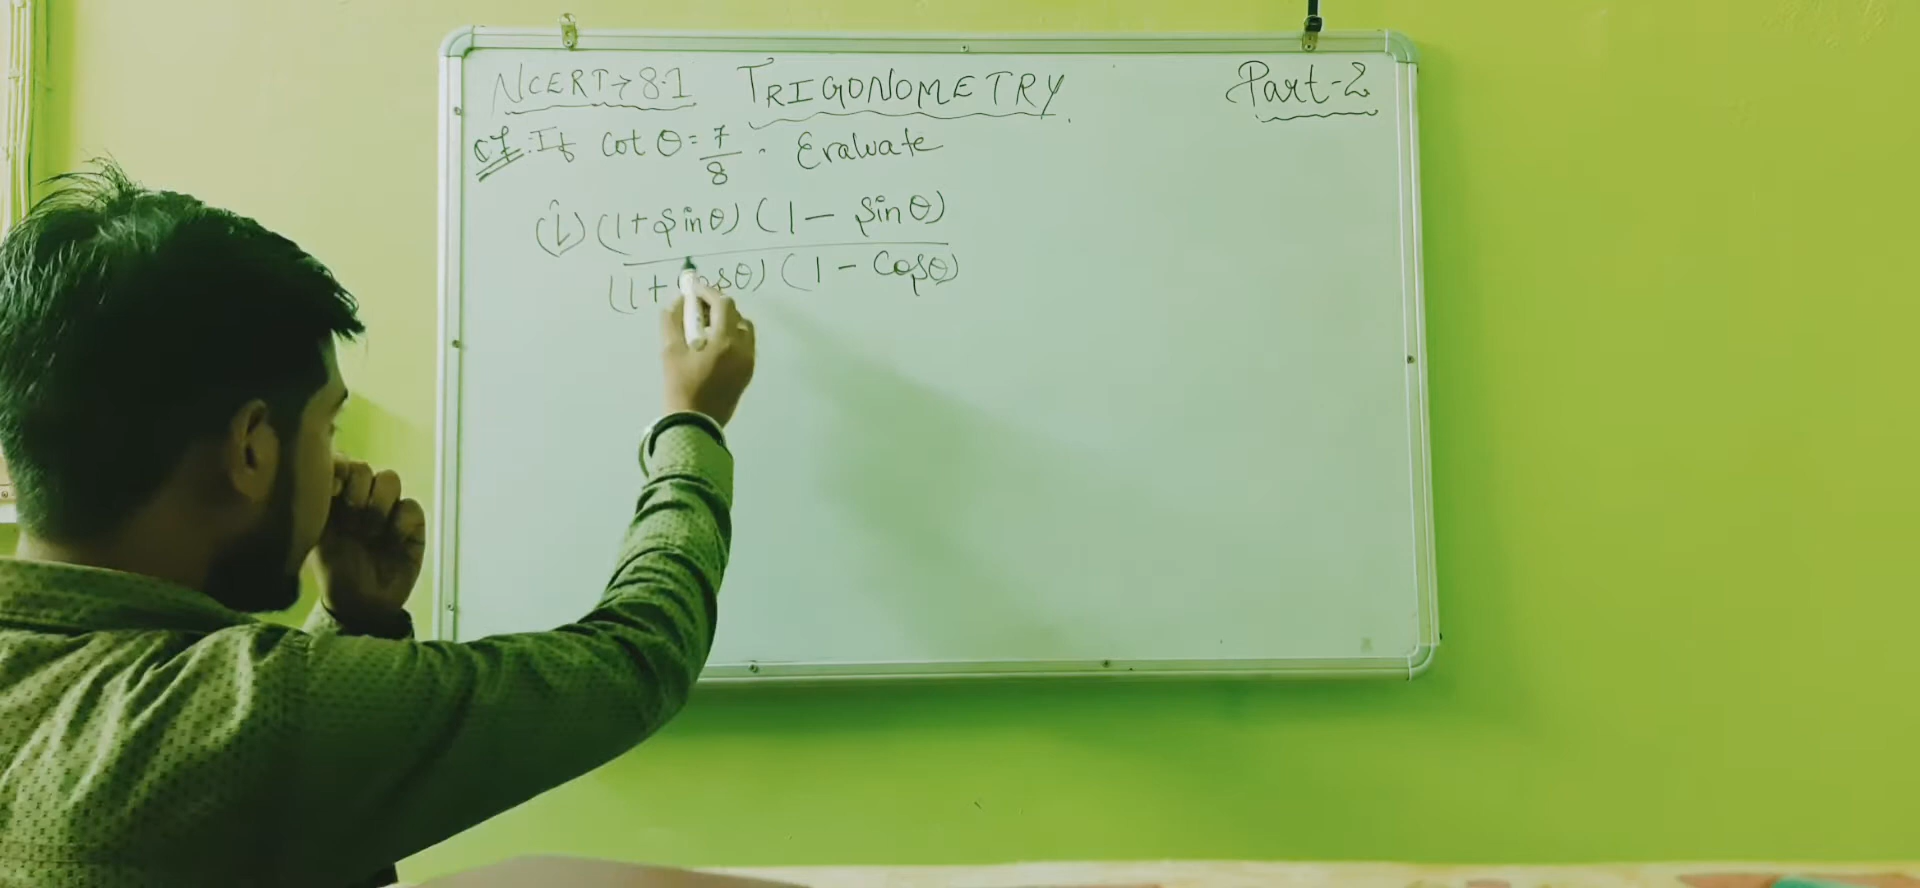 NCERT→8.1 TRIGONOMETRY Part-2
If cot θ = 7/8. Evaluate
(i) (1+sinθ) (1 - sinθ)
(1+cosθ) (1 - cosθ)